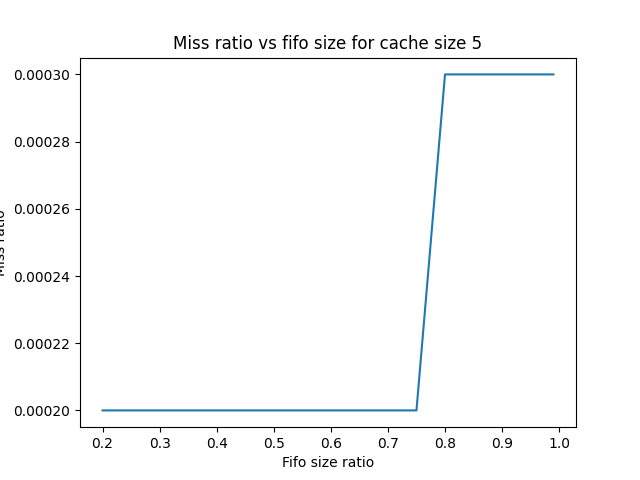 Miss ratio vs fifo size for cache size 5
0.00030
0.00028
0.00026
0.00024
0.00022
0.00020
Miss ratio
0.2 0.3 0.4 0.5 0.6 0.7 0.8 0.9 1.0
Fifo size ratio